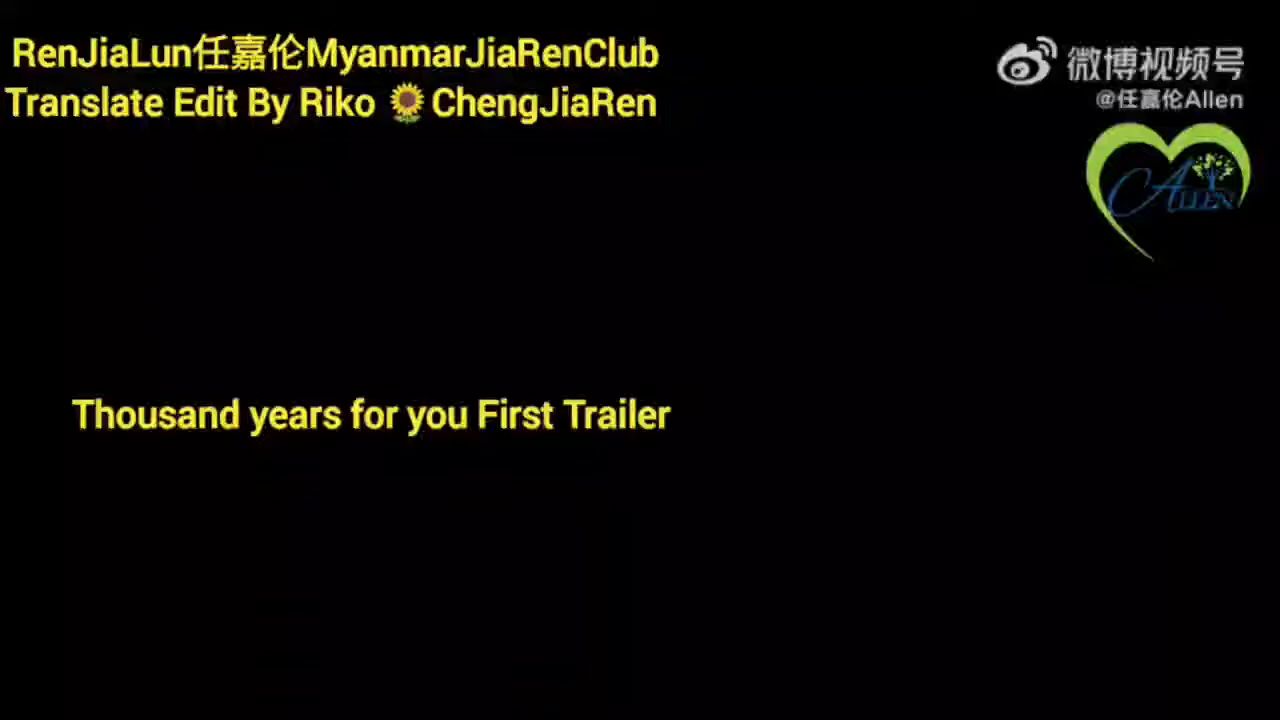 RenJiaLun任嘉伦MyanmarJiaRenClub
Translate Edit By Riko 🌻ChengJiaRen
微博视频号
@任嘉伦Allen
ALLEN
Thousand years for you First Trailer